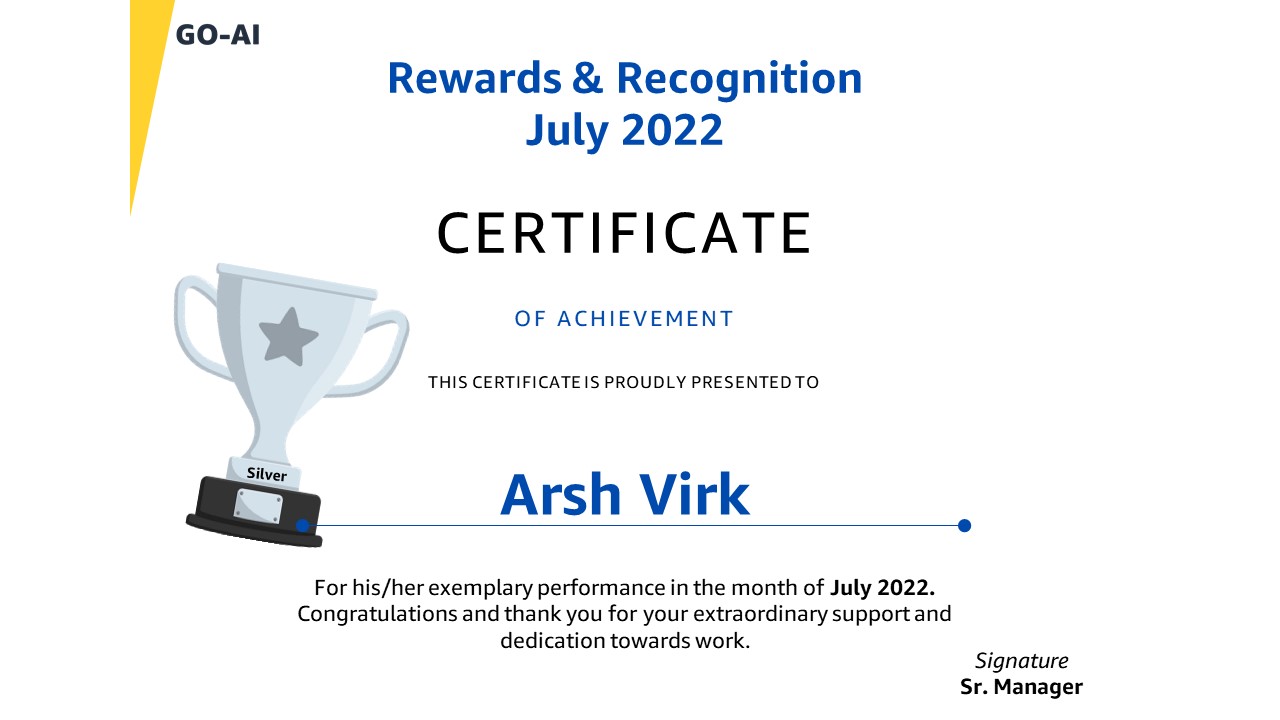 GO-AI
Rewards & Recognition
July 2022
CERTIFICATE
OF ACHIEVEMENT
THIS CERTIFICATE IS PROUDLY PRESENTED TO
Silver
Arsh Virk
For his/her exemplary performance in the month of July 2022.
Congratulations and thank you for your extraordinary support and
dedication towards work.
Signature
Sr. Manager